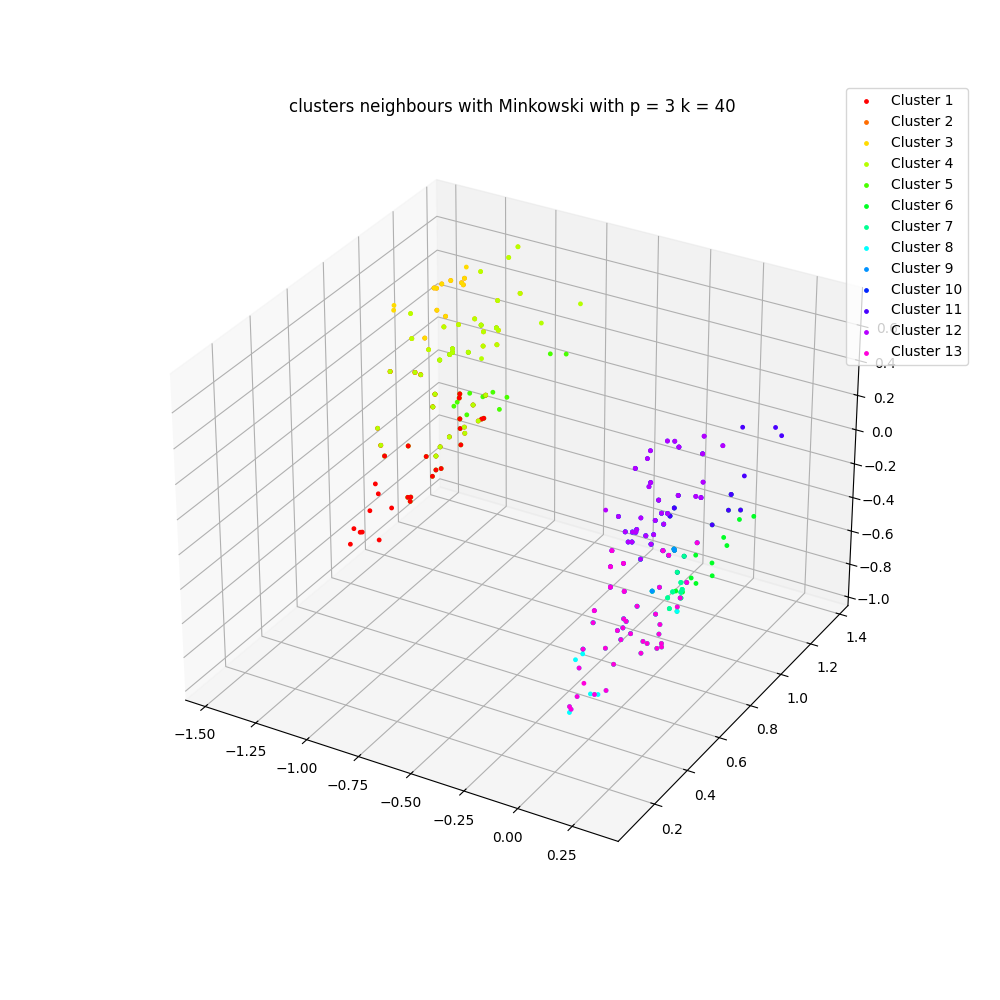 clusters neighbours with Minkowski with p = 3 k = 40
Cluster 1
Cluster 2
Cluster 3
Cluster 4
Cluster 5
Cluster 6
Cluster 7
Cluster 8
Cluster 9
Cluster 10
Cluster 11
Cluster 12
Cluster 13
0.4
0.2
0.0
−0.2
−0.4
−0.6
−0.8
−1.0
1.4
1.2
1.0
0.8
0.6
0.4
0.2
−1.50
−1.25
−1.00
−0.75
−0.50
−0.25
0.00
0.25